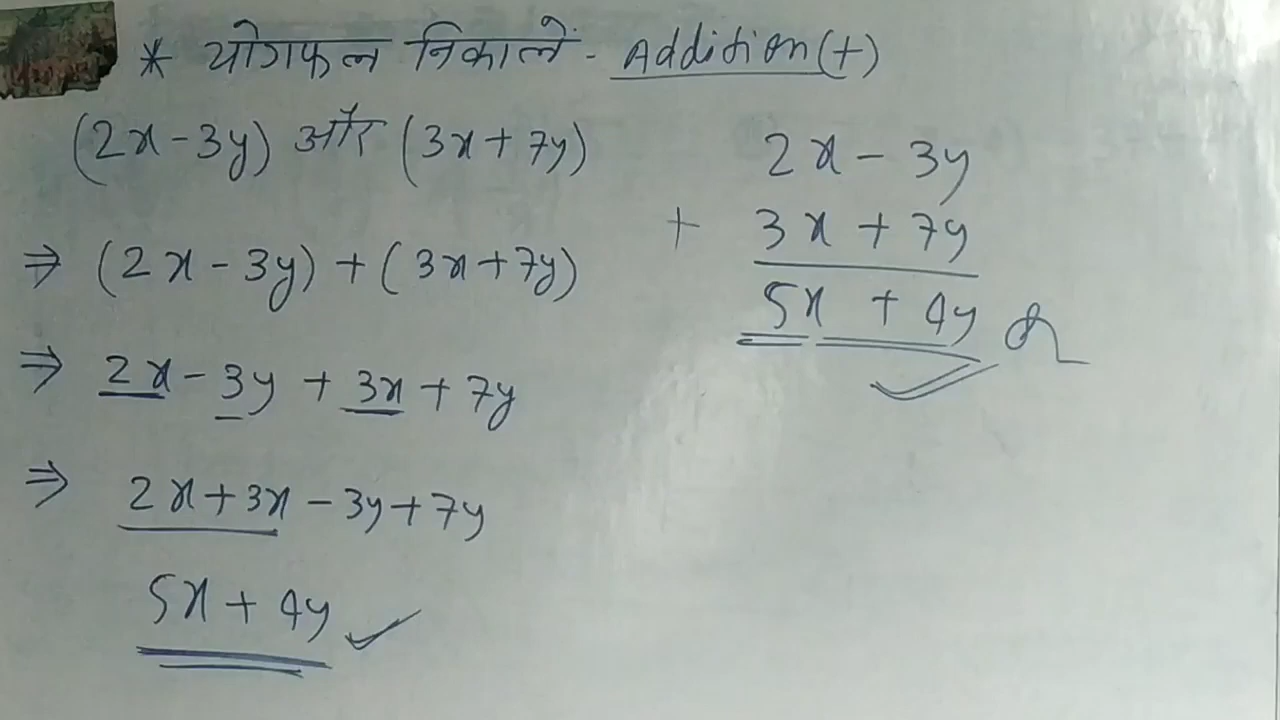 * योगफल निकालें - Addition (+)
(2x - 3y) और (3x + 7y)
⇒ (2x - 3y) + (3x + 7y)
⇒ 2x - 3y + 3x + 7y
⇒ 2x + 3x - 3y + 7y
5x + 4y ✓
2x - 3y
+ 3x + 7y
5x + 4y